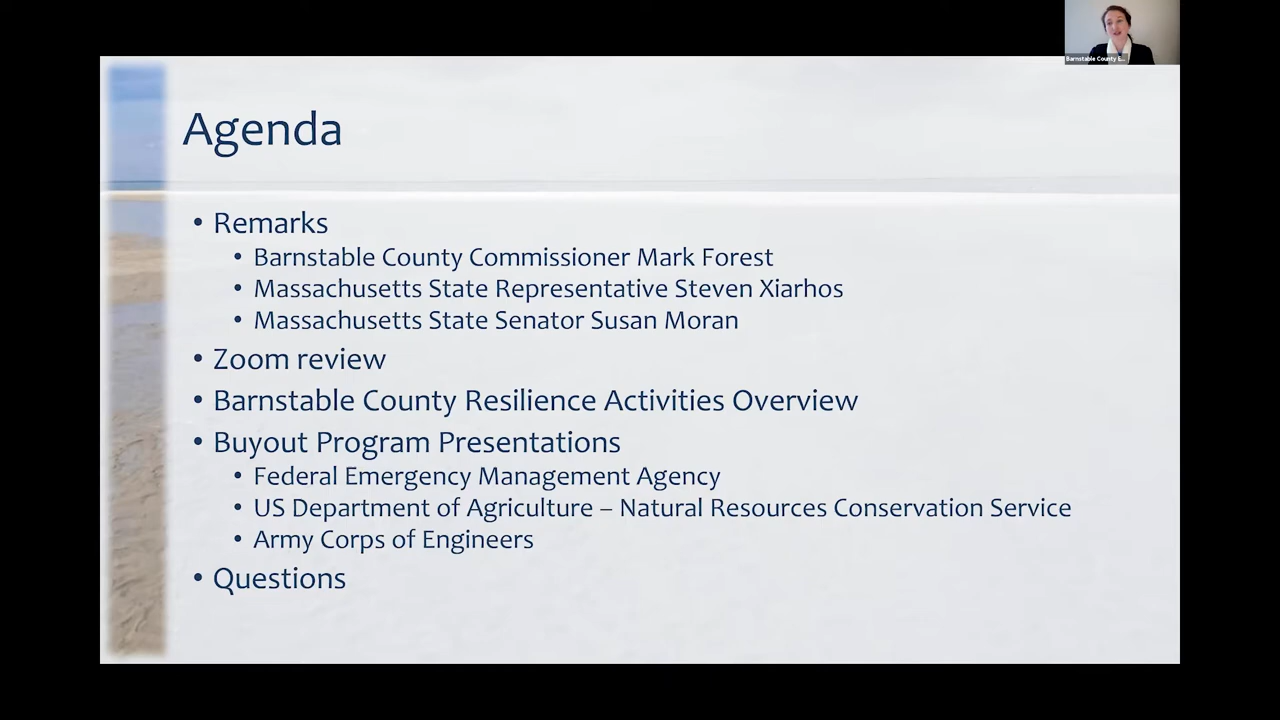 Barnstable County E...
Agenda
• Remarks
• Barnstable County Commissioner Mark Forest
• Massachusetts State Representative Steven Xiarhos
• Massachusetts State Senator Susan Moran
• Zoom review
• Barnstable County Resilience Activities Overview
• Buyout Program Presentations
• Federal Emergency Management Agency
• US Department of Agriculture – Natural Resources Conservation Service
• Army Corps of Engineers
• Questions